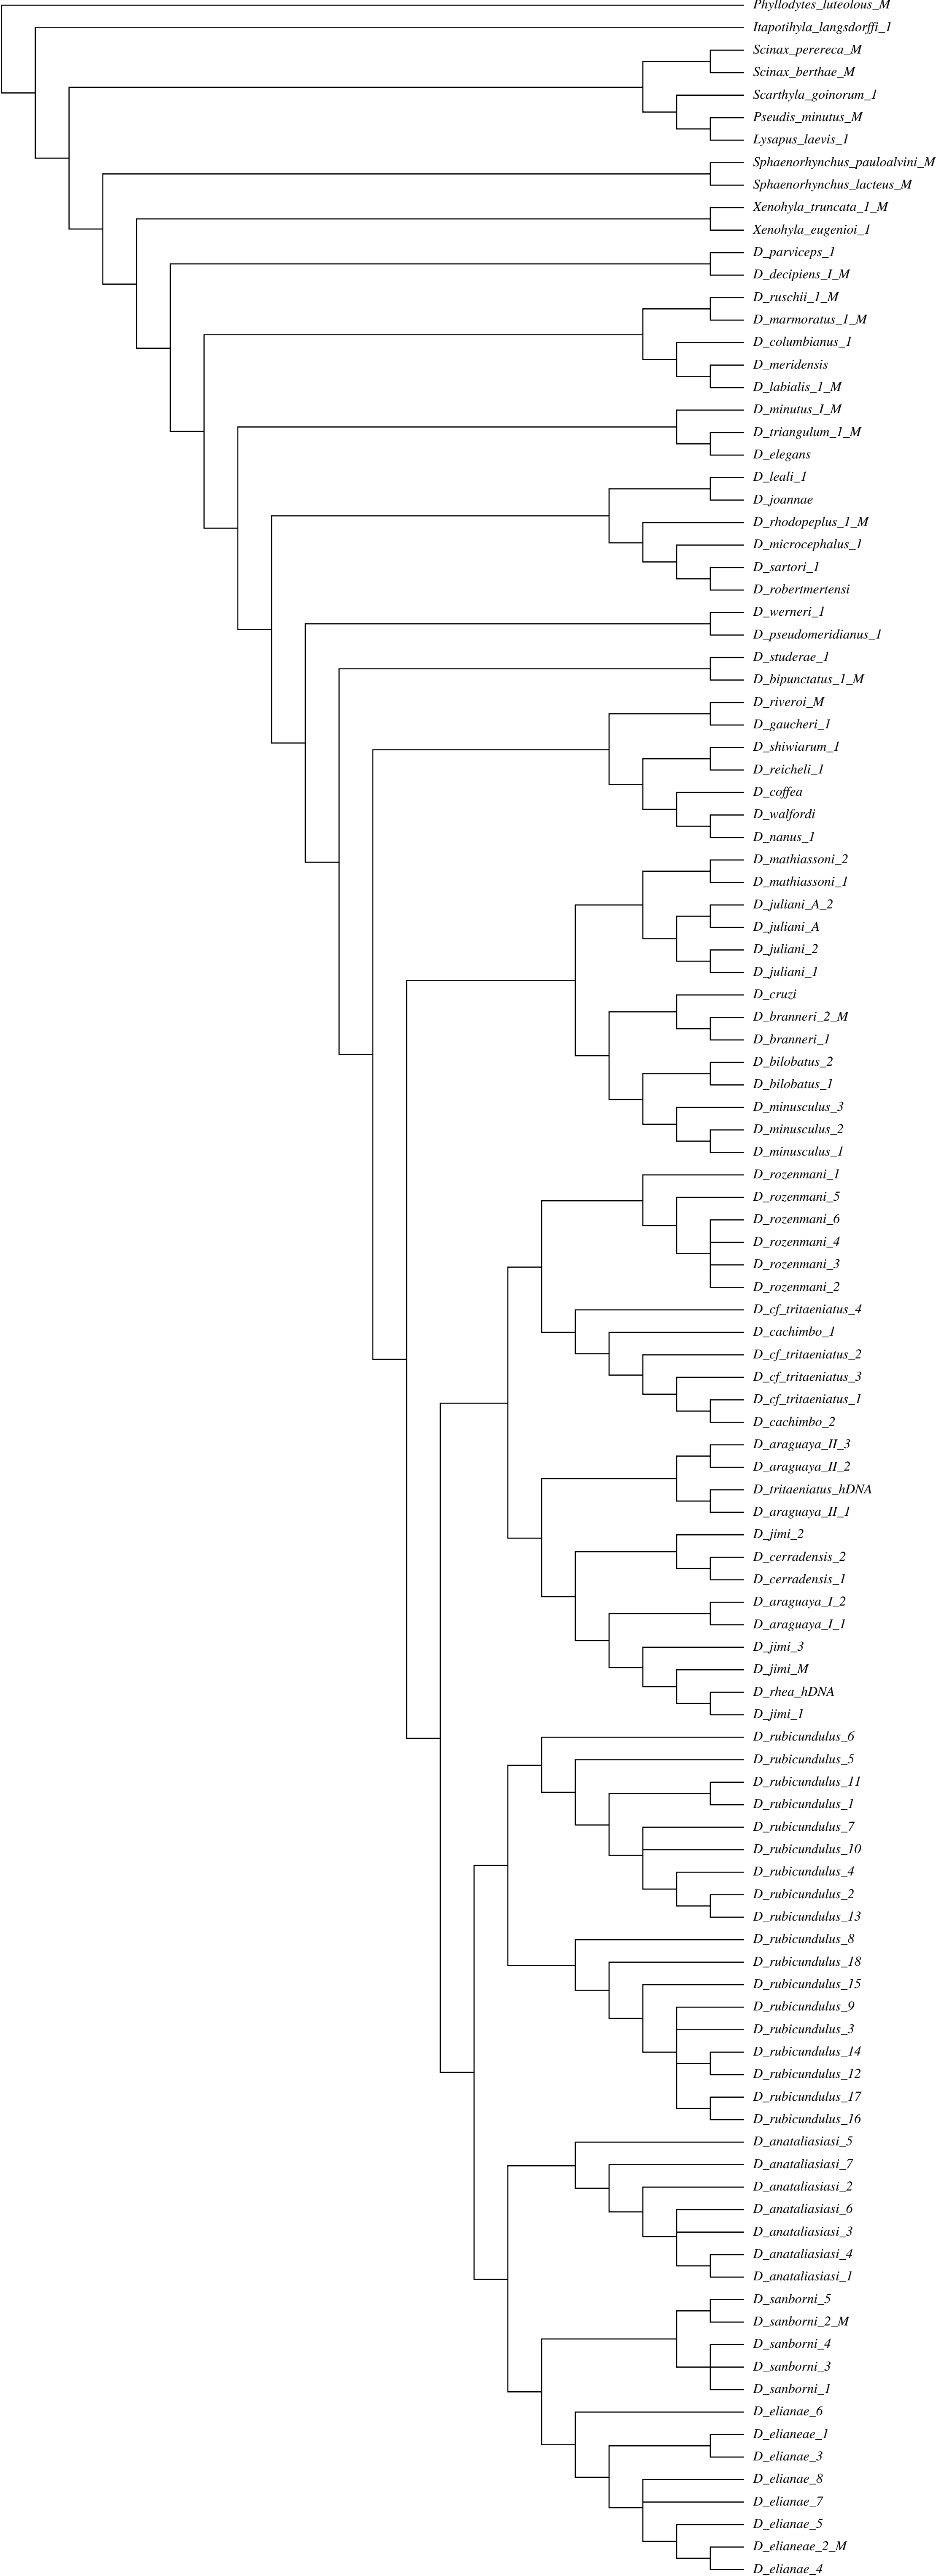 Phyllodytes_luteolous_M
Itapotihyla_langsdorffi_1
Scinax_perereca_M
Scinax_berthae_M
Scarthyla_goinorum_1
Pseudis_minutus_M
Lysapus_laevis_1
Sphaenorhynchus_pauloalvini_M
Sphaenorhynchus_lacteus_M
Xenohyla_truncata_1_M
Xenohyla_eugenioi_1
D_parviceps_1
D_decipiens_I_M
D_ruschii_1_M
D_marmoratus_1_M
D_columbianus_1
D_meridensis
D_labialis_1_M
D_minutus_I_M
D_triangulum_1_M
D_elegans
D_leali_1
D_joannae
D_rhodopeplus_1_M
D_microcephalus_1
D_sartori_1
D_robertmertensi
D_werneri_1
D_pseudomeridianus_1
D_studerae_1
D_bipunctatus_1_M
D_riveroi_M
D_gaucheri_1
D_shiwiarum_1
D_reicheli_1
D_coffea
D_walfordi
D_nanus_1
D_mathiassoni_2
D_mathiassoni_1
D_juliani_A_2
D_juliani_A
D_juliani_2
D_juliani_1
D_cruzi
D_branneri_2_M
D_branneri_1
D_bilobatus_2
D_bilobatus_1
D_minusculus_3
D_minusculus_2
D_minusculus_1
D_rozenmani_1
D_rozenmani_5
D_rozenmani_6
D_rozenmani_4
D_rozenmani_3
D_rozenmani_2
D_cf_tritaeniatus_4
D_cachimbo_1
D_cf_tritaeniatus_2
D_cf_tritaeniatus_3
D_cf_tritaeniatus_1
D_cachimbo_2
D_araguaya_II_3
D_araguaya_II_2
D_tritaeniatus_hDNA
D_araguaya_II_1
D_jimi_2
D_cerradensis_2
D_cerradensis_1
D_araguaya_I_2
D_araguaya_I_1
D_jimi_3
D_jimi_M
D_rhea_hDNA
D_jimi_1
D_rubicundulus_6
D_rubicundulus_5
D_rubicundulus_11
D_rubicundulus_1
D_rubicundulus_7
D_rubicundulus_10
D_rubicundulus_4
D_rubicundulus_2
D_rubicundulus_13
D_rubicundulus_8
D_rubicundulus_18
D_rubicundulus_15
D_rubicundulus_9
D_rubicundulus_3
D_rubicundulus_14
D_rubicundulus_12
D_rubicundulus_17
D_rubicundulus_16
D_anataliasiasi_5
D_anataliasiasi_7
D_anataliasiasi_2
D_anataliasiasi_6
D_anataliasiasi_3
D_anataliasiasi_4
D_anataliasiasi_1
D_sanborni_5
D_sanborni_2_M
D_sanborni_4
D_sanborni_3
D_sanborni_1
D_elianae_6
D_elianeae_1
D_elianae_3
D_elianae_8
D_elianae_7
D_elianae_5
D_elianeae_2_M
D_elianae_4